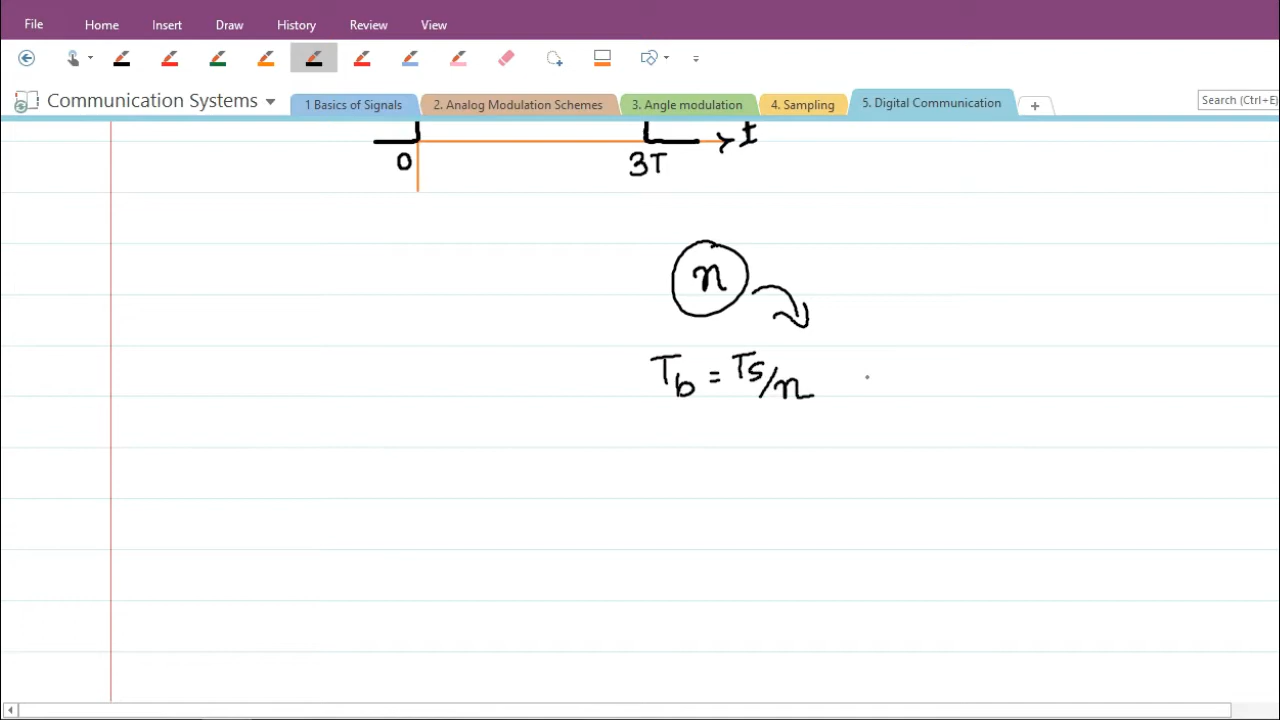 File Home Insert Draw History Review View
Communication Systems 1 Basics of Signals 2. Analog Modulation Schemes 3. Angle modulation 4. Sampling 5. Digital Communication + Search (Ctrl+E)
t
0 3T
n
Tb = Ts/n